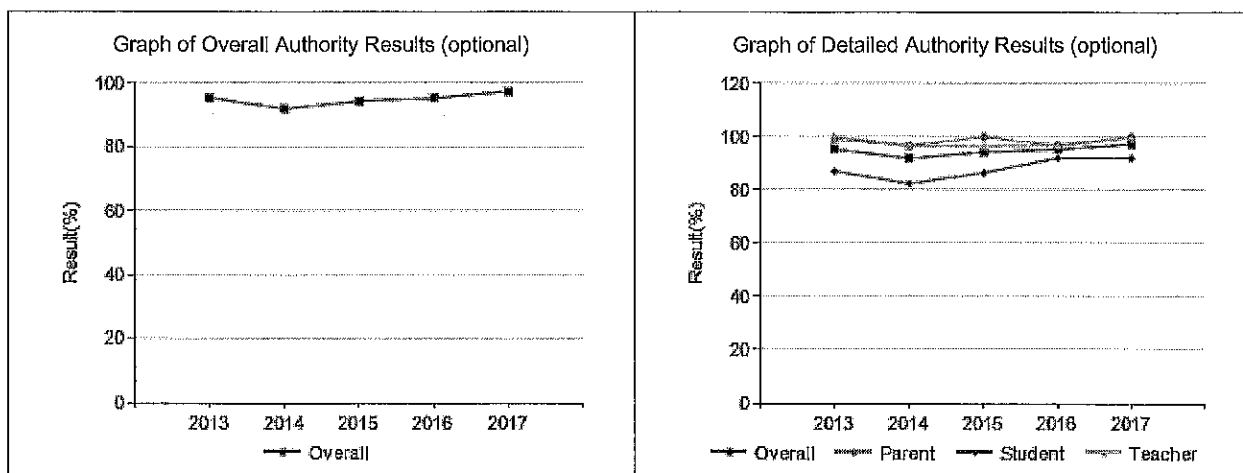 Graph of Overall Authority Results (optional)
100
80
60
40
20
0
Result(%)
2013 2014 2015 2016 2017
Overall
Graph of Detailed Authority Results (optional)
120
100
80
60
40
20
0
Result(%)
2013 2014 2015 2016 2017
Overall Parent Student Teacher